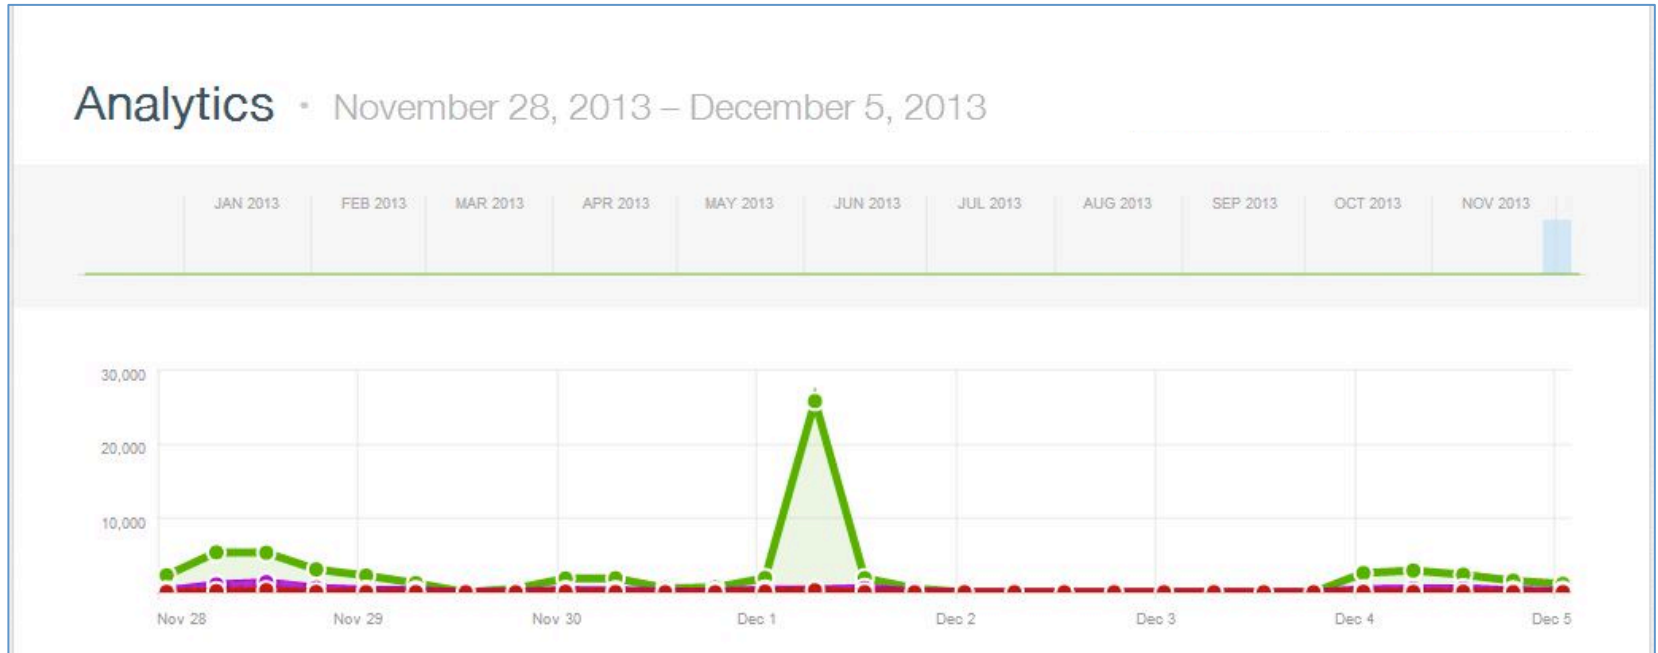 Analytics · November 28, 2013 – December 5, 2013
JAN 2013 FEB 2013 MAR 2013 APR 2013 MAY 2013 JUN 2013 JUL 2013 AUG 2013 SEP 2013 OCT 2013 NOV 2013
30,000
20,000
10,000
Nov 28 Nov 29 Nov 30 Dec 1 Dec 2 Dec 3 Dec 4 Dec 5